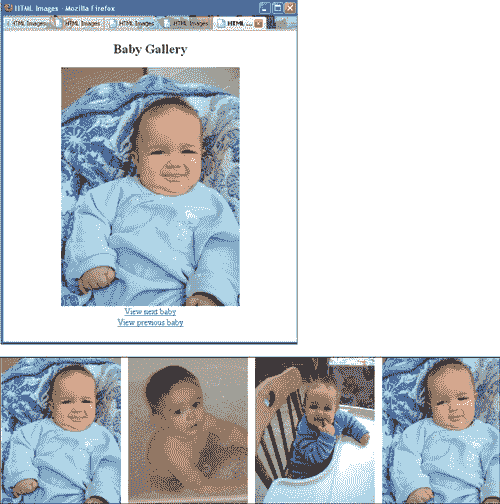 HTML Images - Mozilla Firefox
HTML Images HTML Images HTML Images HTML Images HTML ...
Baby Gallery
View next baby
View previous baby